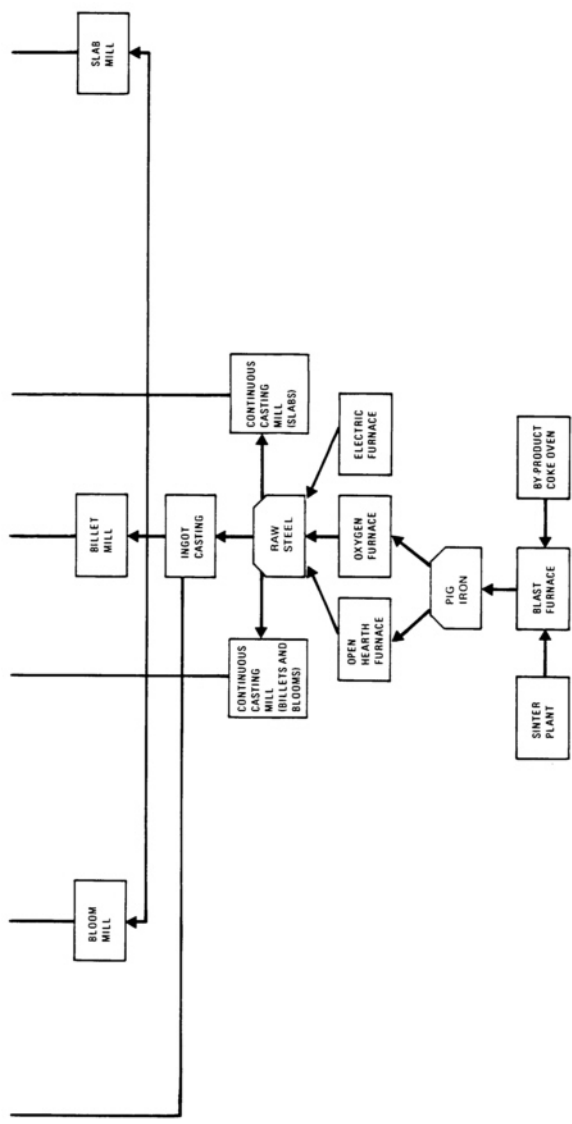 SLAB
MILL
BLOOM
MILL
BILLET
MILL
INGOT
CASTING
CONTINUOUS
CASTING
MILL
(SLABS)
CONTINUOUS
CASTING
MILL
(BILLETS AND
BLOOMS)
RAW
STEEL
ELECTRIC
FURNACE
OXYGEN
FURNACE
OPEN
HEARTH
FURNACE
PIG
IRON
BY-PRODUCT
COKE OVEN
BLAST
FURNACE
SINTER
PLANT